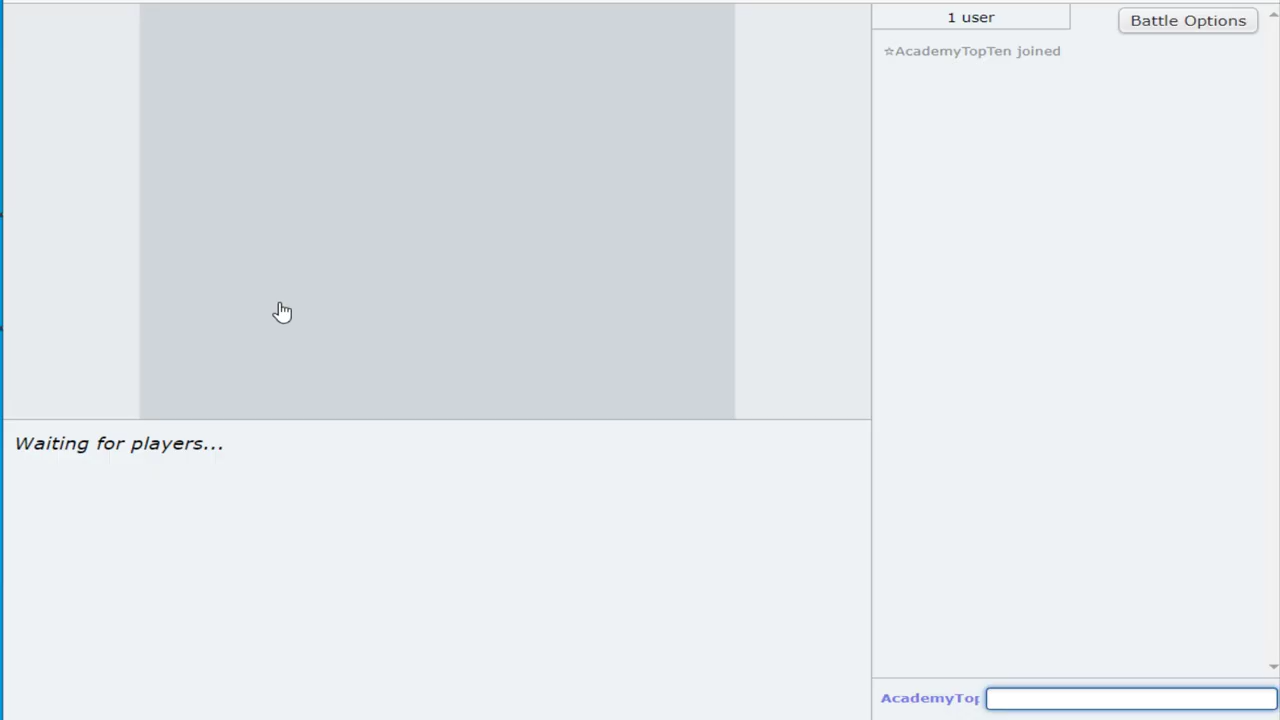 1 user
Battle Options
☆AcademyTopTen joined
Waiting for players...
AcademyTop